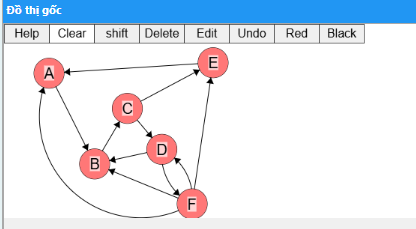 Đồ thị gốc
Help Clear shift Delete Edit Undo Red Black
E
A
C
D
B
F